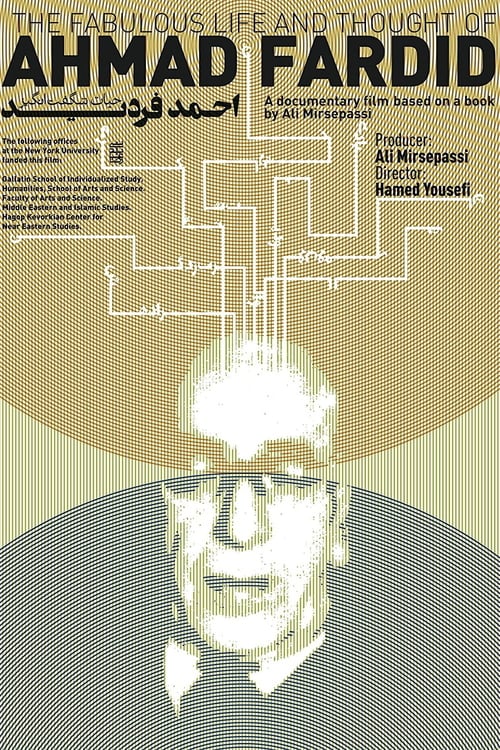 THE FABULOUS LIFE AND THOUGHT OF
AHMAD FARDID
حیات شگفت‌انگیز
احمد فردید
A documentary film based on a book
by Ali Mirsepassi
The following offices
at the New York University
funded this film:
Gallatin School of Individualized Study.
Humanities, School of Arts and Science.
Faculty of Arts and Science.
Middle Eastern and Islamic Studies.
Hagop Kevorkian Center for
Near Eastern Studies.
Producer:
Ali Mirsepassi
Director:
Hamed Yousefi